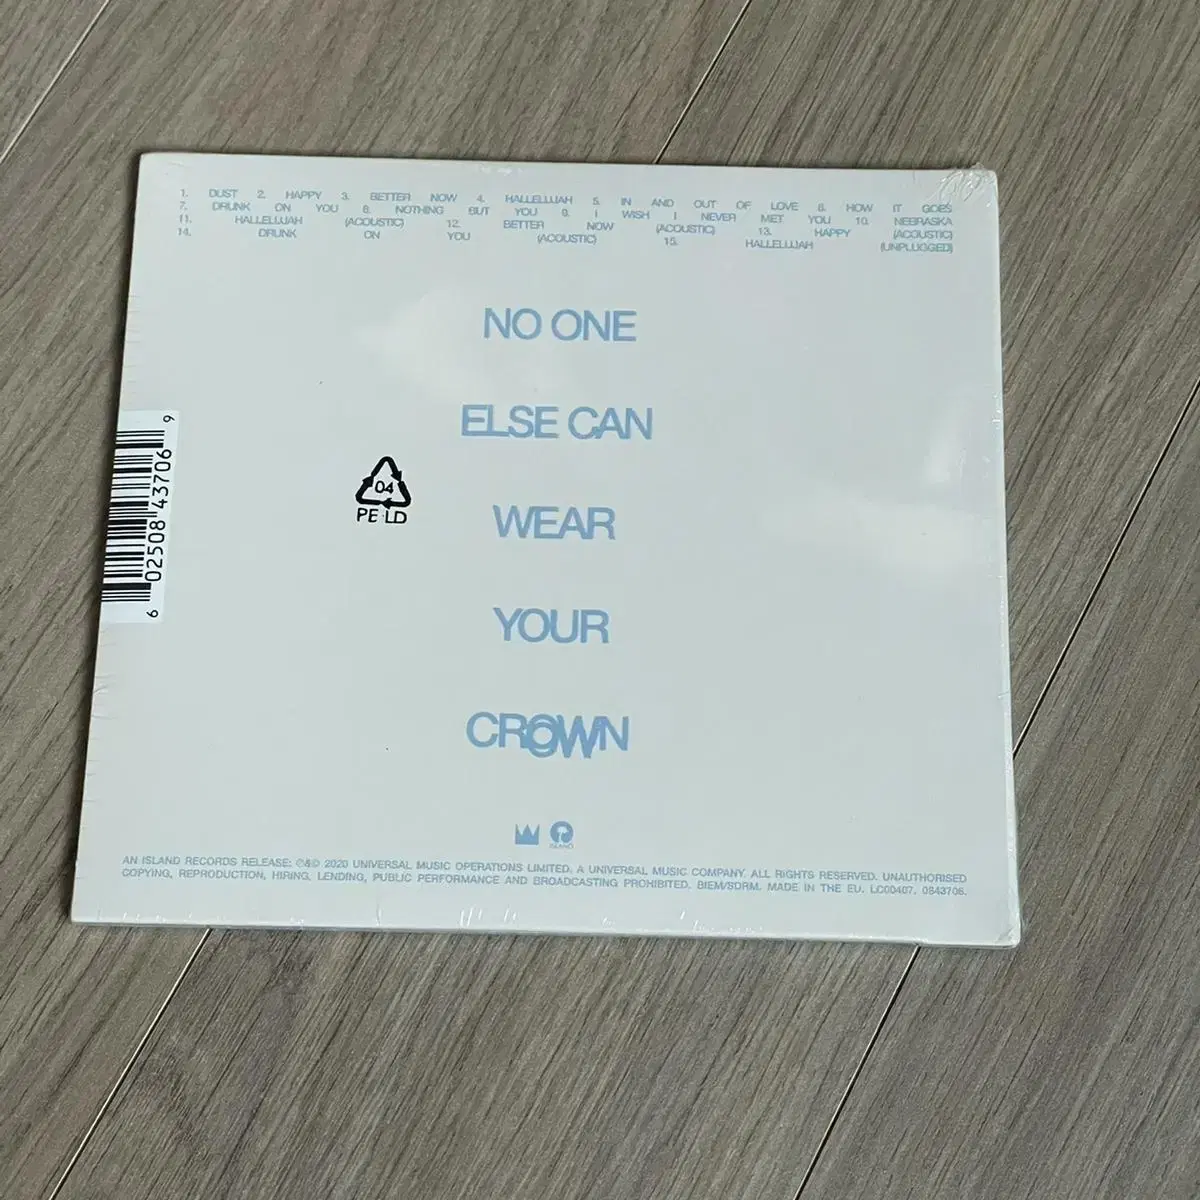 1. DUST 2. HAPPY 3. BETTER NOW 4. HALLELUJAH 5. IN AND OUT OF LOVE 6. HOW IT GOES
7. DRUNK ON YOU 8. NOTHING BUT YOU 9. I WISH I NEVER MET YOU 10. NEBRASKA
11. HALLELUJAH (ACOUSTIC) 12. BETTER NOW (ACOUSTIC) 13. HAPPY (ACOUSTIC)
14. DRUNK ON YOU (ACOUSTIC) 15. HALLELUJAH (UNPLUGGED)
NO ONE
ELSE CAN
WEAR
YOUR
CROWN
04
PE-LD
6 02508 43706 9
ISLAND
AN ISLAND RECORDS RELEASE: ℗&© 2020 UNIVERSAL MUSIC OPERATIONS LIMITED. A UNIVERSAL MUSIC COMPANY. ALL RIGHTS RESERVED. UNAUTHORISED
COPYING, REPRODUCTION, HIRING, LENDING, PUBLIC PERFORMANCE AND BROADCASTING PROHIBITED. BIEM/SDRM. MADE IN THE EU. LC00407. 0843706.